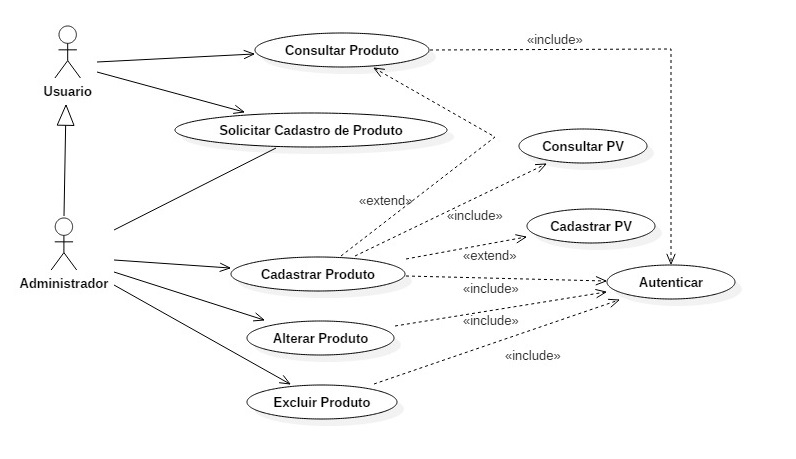 «include»
Consultar Produto
Usuario
Solicitar Cadastro de Produto
Consultar PV
«extend»
«include»
Cadastrar PV
«extend»
Cadastrar Produto
Administrador
Autenticar
«include»
«include»
Alterar Produto
«include»
Excluir Produto